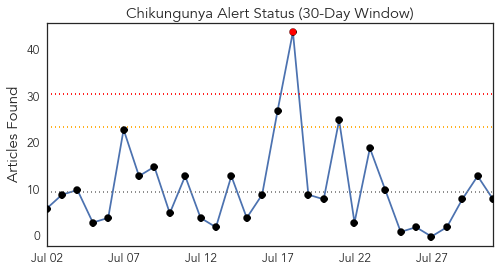 Chikungunya Alert Status (30-Day Window)
Articles Found
40
30
20
10
0
Jul 02 Jul 07 Jul 12 Jul 17 Jul 22 Jul 27